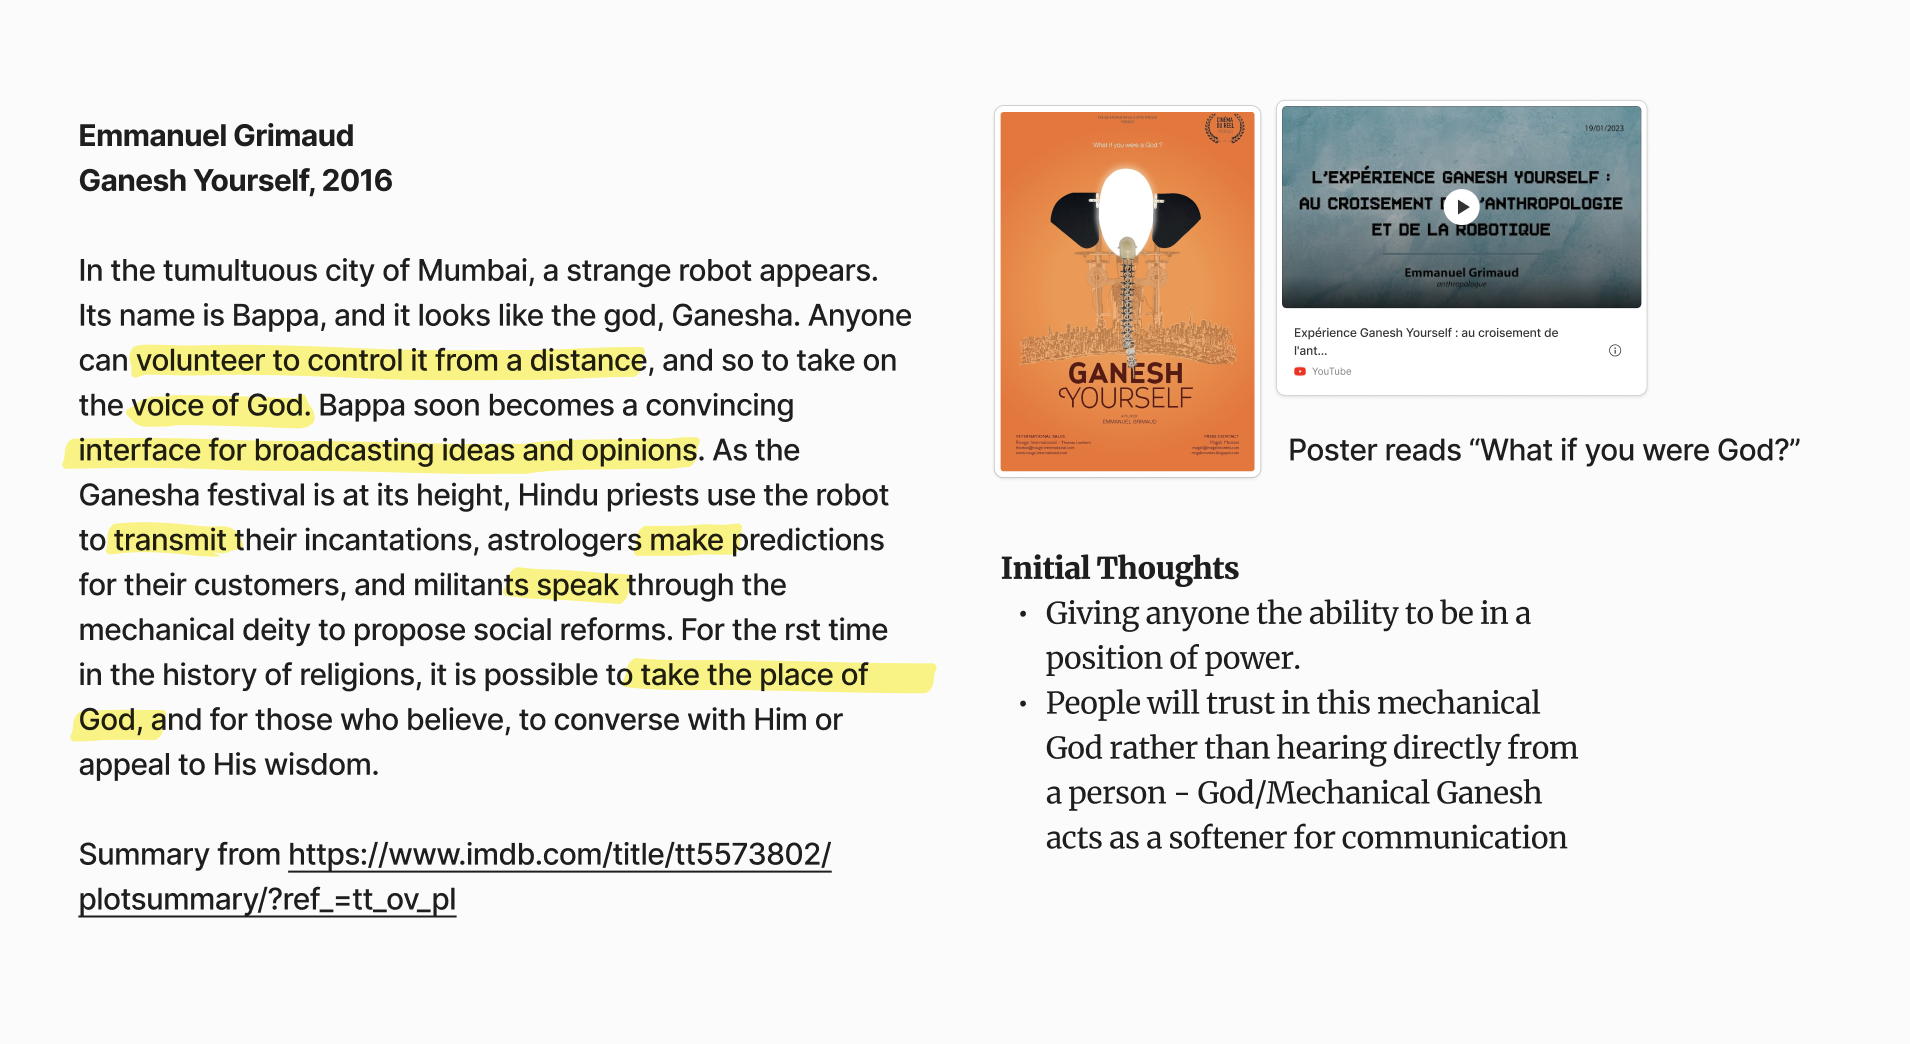 Emmanuel Grimaud
Ganesh Yourself, 2016
In the tumultuous city of Mumbai, a strange robot appears.
Its name is Bappa, and it looks like the god, Ganesha. Anyone
can volunteer to control it from a distance, and so to take on
the voice of God. Bappa soon becomes a convincing
interface for broadcasting ideas and opinions. As the
Ganesha festival is at its height, Hindu priests use the robot
to transmit their incantations, astrologers make predictions
for their customers, and militants speak through the
mechanical deity to propose social reforms. For the rst time
in the history of religions, it is possible to take the place of
God, and for those who believe, to converse with Him or
appeal to His wisdom.
Summary from https://www.imdb.com/title/tt5573802/
plotsummary/?ref_=tt_ov_pl
CINÉMA
DU RÉEL
What if you were a God ?
GANESH
YOURSELF
EMMANUEL GRIMAUD
INTERNATIONAL SALES
PRESS CONTACT
19/01/2023
L'EXPÉRIENCE GANESH YOURSELF :
AU CROISEMENT 'ANTHROPOLOGIE
ET DE LA ROBOTIQUE
Emmanuel Grimaud
anthropologue
Expérience Ganesh Yourself : au croisement de
l'ant...
YouTube
Poster reads “What if you were God?”
Initial Thoughts
• Giving anyone the ability to be in a
position of power.
• People will trust in this mechanical
God rather than hearing directly from
a person - God/Mechanical Ganesh
acts as a softener for communication